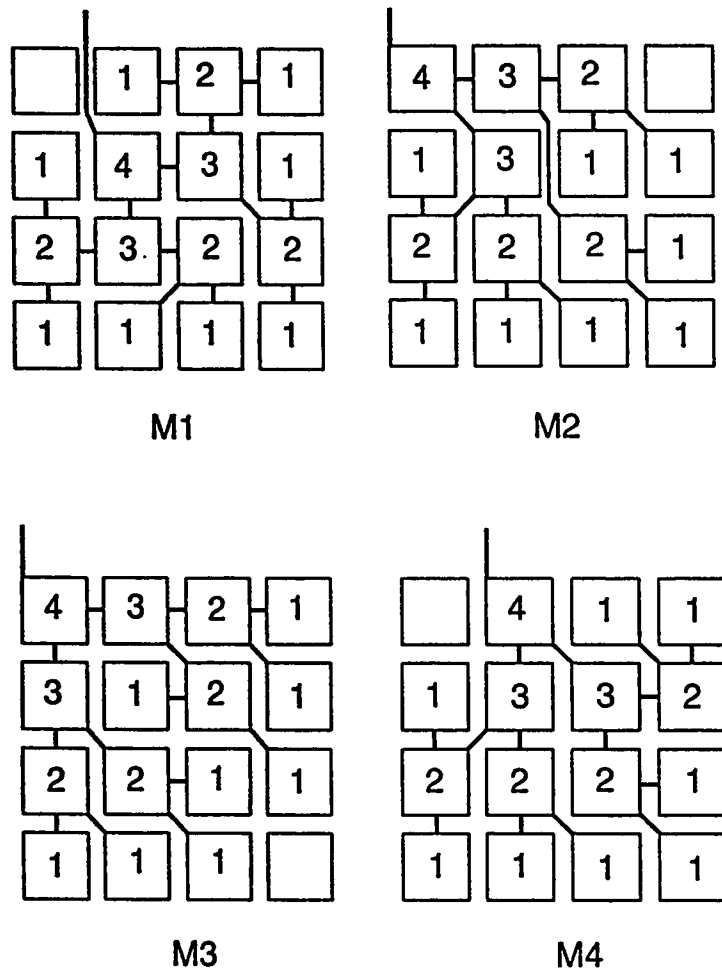 1 2 1
1 4 3 1
2 3. 2 2
1 1 1 1
M1
4 3 2
1 3 1 1
2 2 2 1
1 1 1 1
M2
4 3 2 1
3 1 2 1
2 2 1 1
1 1 1
M3
4 1 1
1 3 3 2
2 2 2 1
1 1 1 1
M4